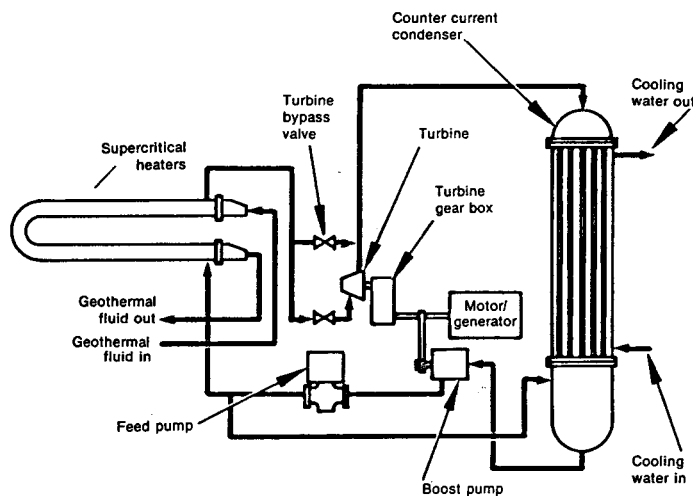 Counter current
condenser
Cooling
water out
Turbine
bypass
valve
Turbine
Supercritical
heaters
Turbine
gear box
Motor/
generator
Geothermal
fluid out
Geothermal
fluid in
Feed pump
Boost pump
Cooling
water in